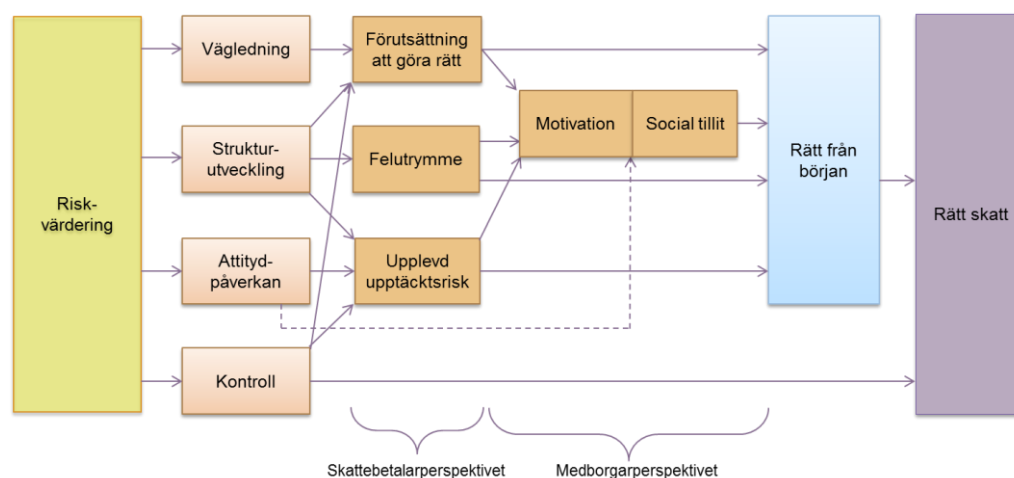 Risk-
värdering
Vägledning
Struktur-
utveckling
Attityd-
påverkan
Kontroll
Förutsättning
att göra rätt
Felutrymme
Upplevd
upptäcktsrisk
Motivation
Social tillit
Rätt från
början
Rätt skatt
Skattebetalarperspektivet
Medborgarperspektivet